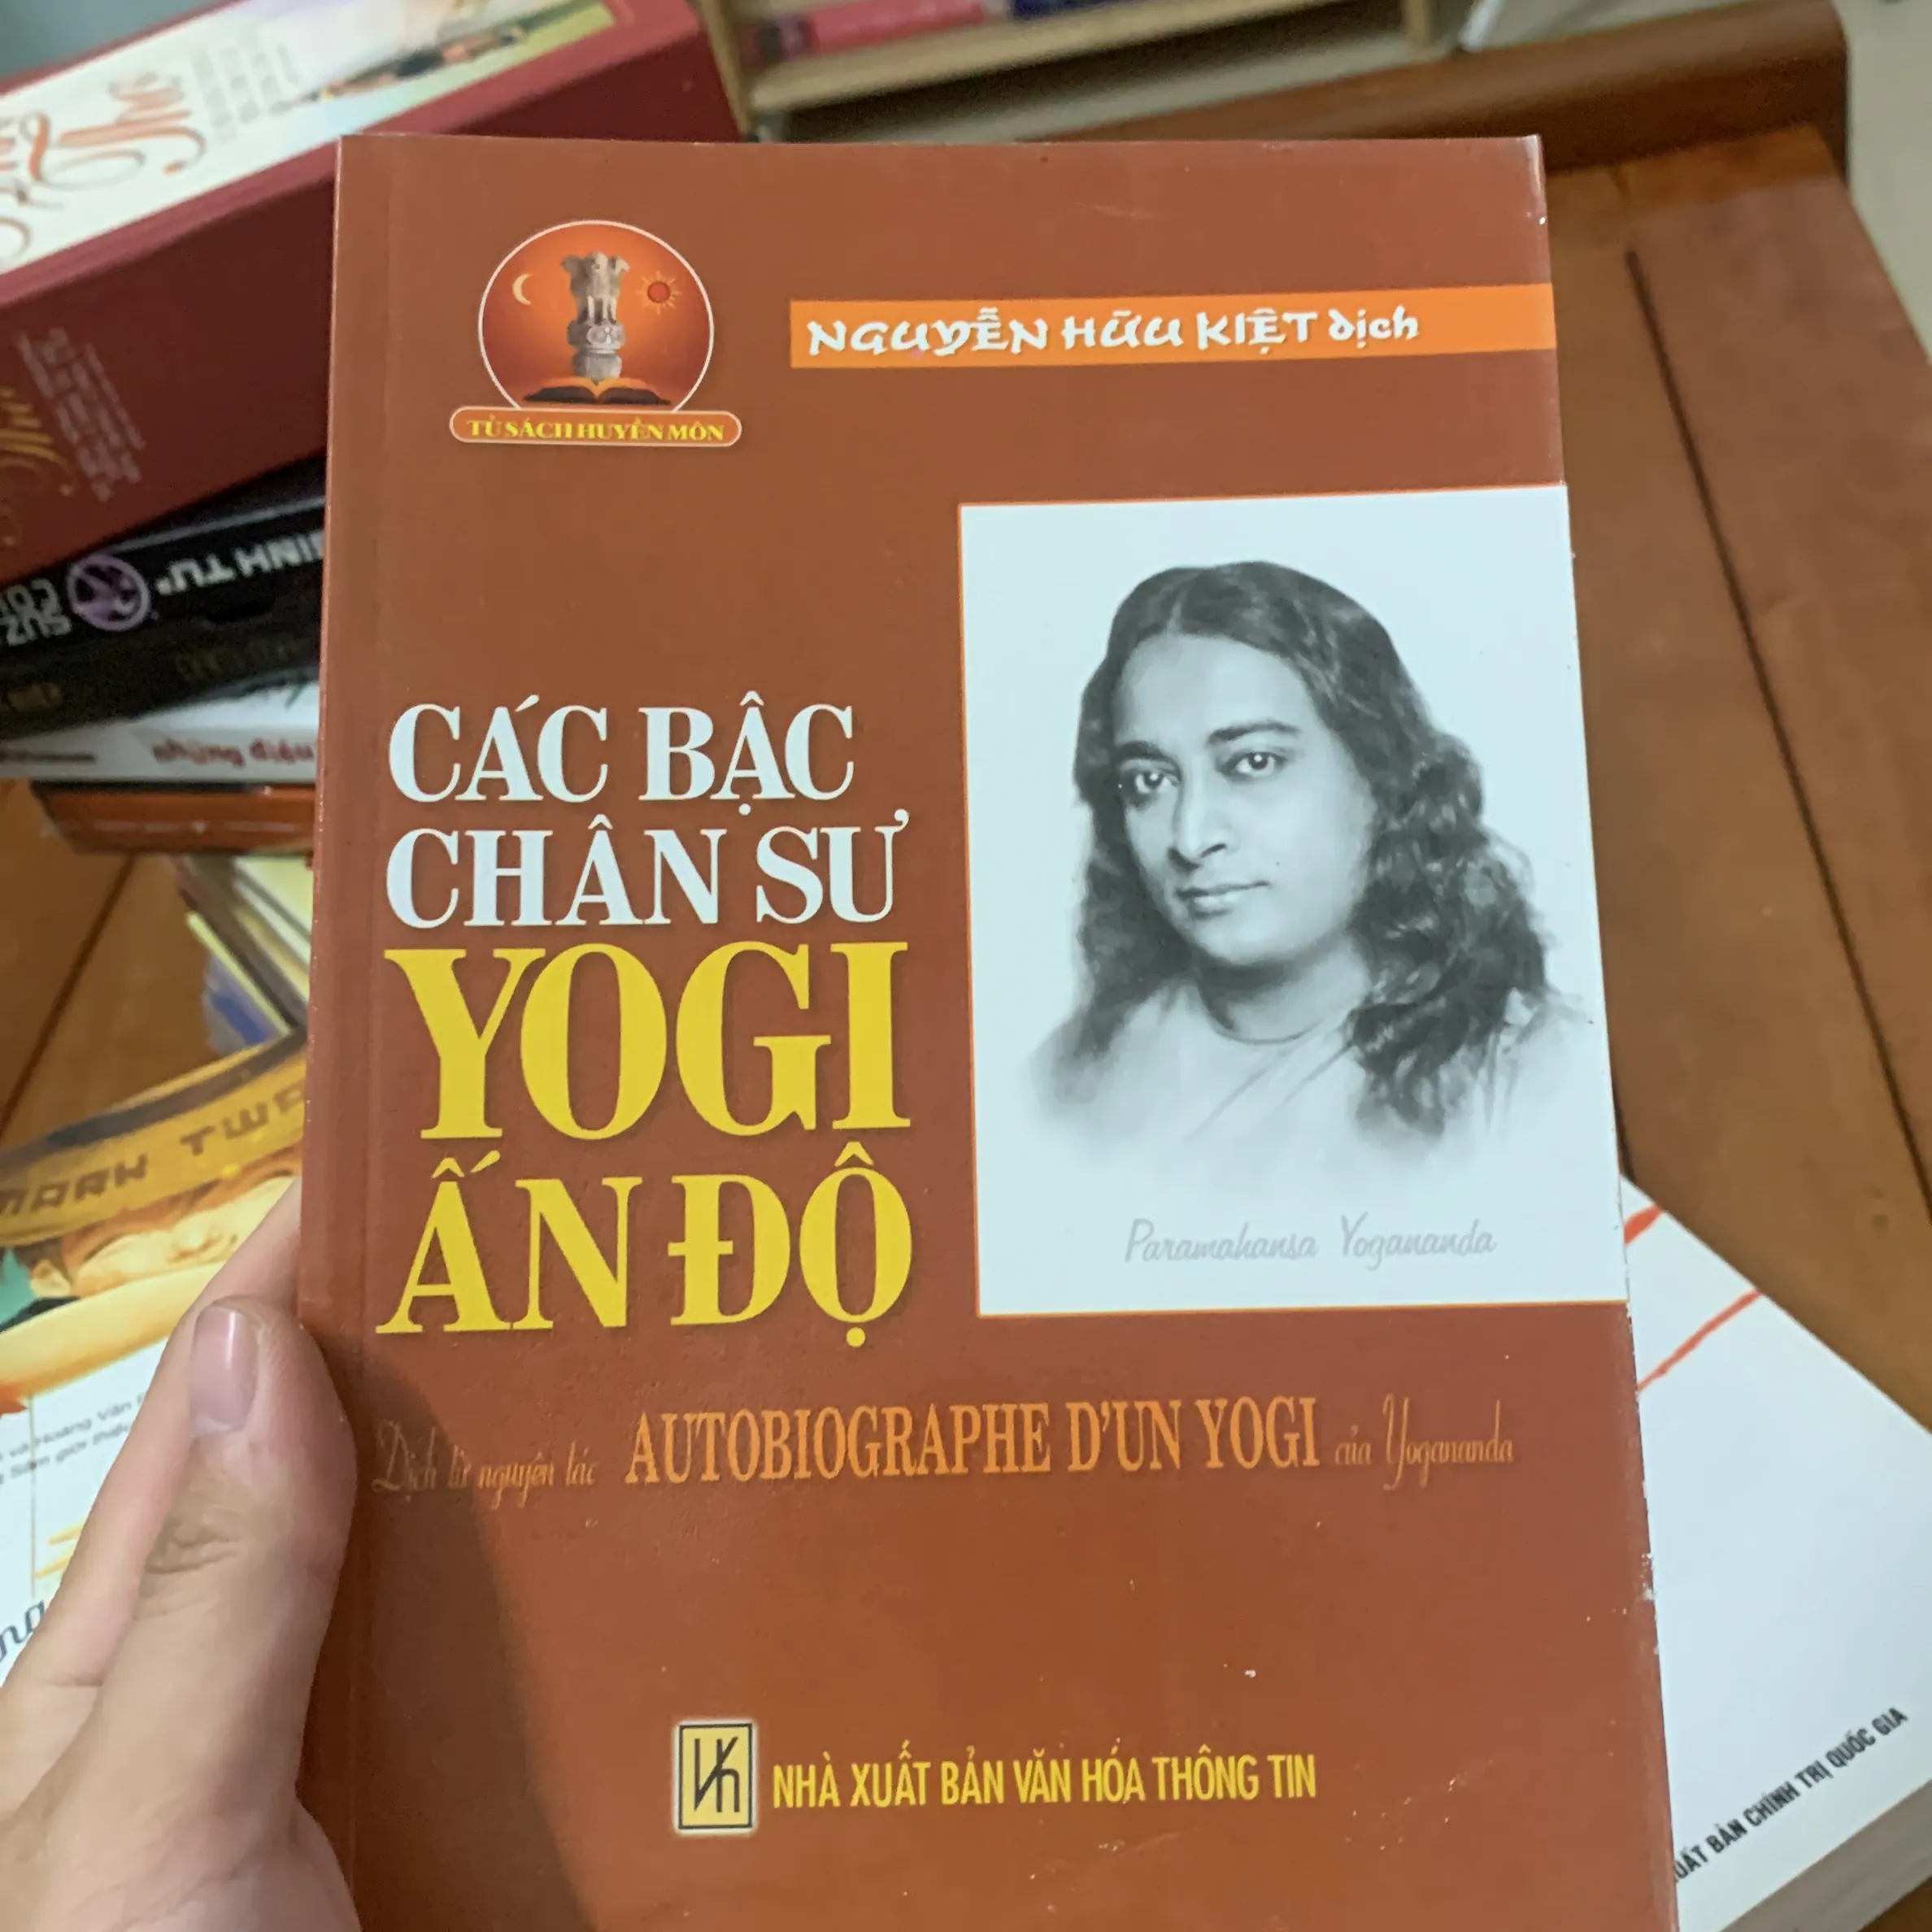 NGUYỄN HỮU KIỆT dịch
TỦ SÁCH HUYỀN MÔN
CÁC BẬC
CHÂN SƯ
YOGI
ẤN ĐỘ
Paramahansa Yogananda
Dịch từ nguyên tác AUTOBIOGRAPHE D'UN YOGI của Yogananda
NHÀ XUẤT BẢN VĂN HÓA THÔNG TIN
những điều
MARK TWA
XUẤT BẢN CHÍNH TRỊ QUỐC GIA